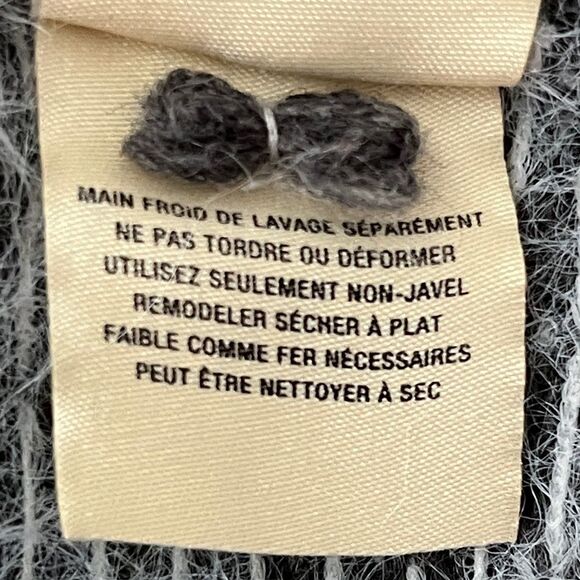 MAIN FROID DE LAVAGE SÉPARÉMENT
NE PAS TORDRE OU DÉFORMER
UTILISEZ SEULEMENT NON-JAVEL
REMODELER SÉCHER À PLAT
FAIBLE COMME FER NÉCESSAIRES
PEUT ÊTRE NETTOYER À SEC